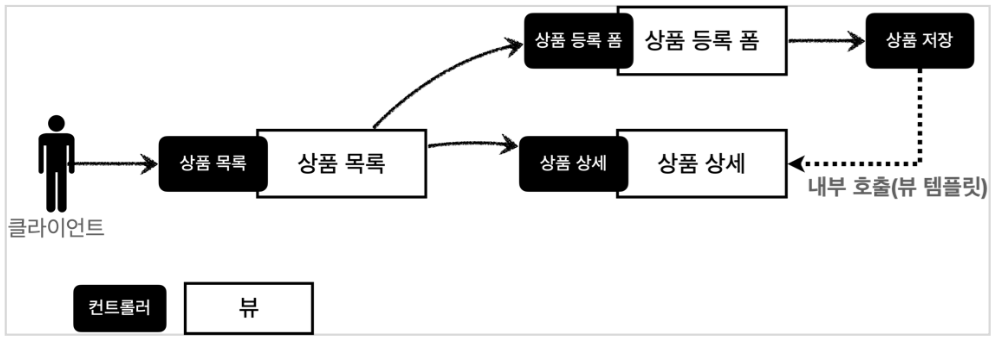 상품 등록 폼
상품 등록 폼
상품 저장
상품 목록
상품 목록
상품 상세
상품 상세
내부 호출(뷰 템플릿)
클라이언트
컨트롤러
뷰